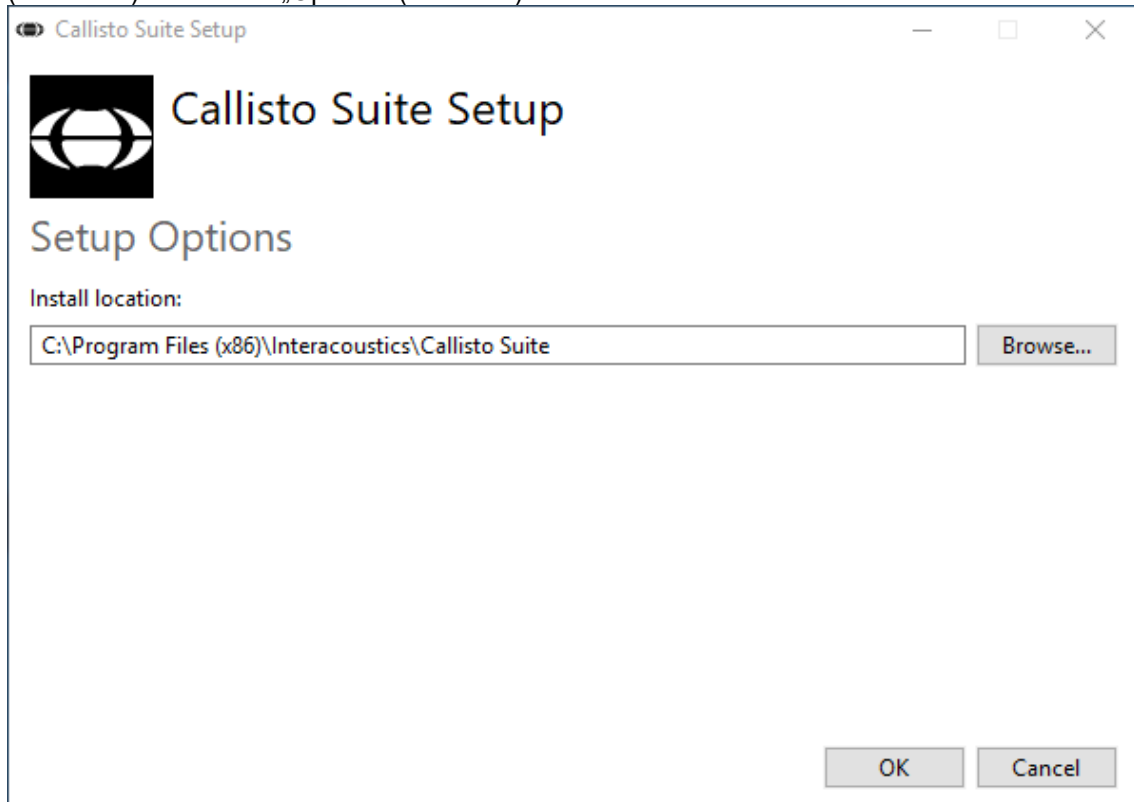 Callisto Suite Setup
Callisto Suite Setup
Setup Options
Install location:
C:\Program Files (x86)\Interacoustics\Callisto Suite
Browse...
OK
Cancel